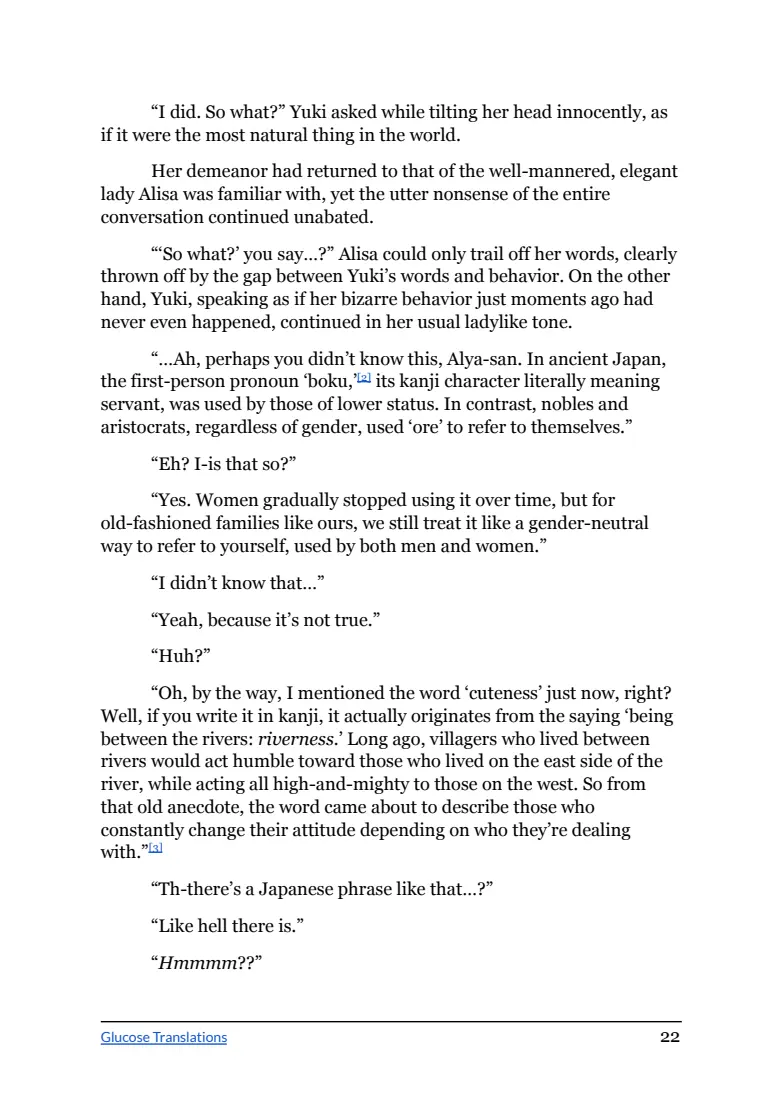 “I did. So what?” Yuki asked while tilting her head innocently, as
if it were the most natural thing in the world.
Her demeanor had returned to that of the well-mannered, elegant
lady Alisa was familiar with, yet the utter nonsense of the entire
conversation continued unabated.
“‘So what?’ you say...?” Alisa could only trail off her words, clearly
thrown off by the gap between Yuki’s words and behavior. On the other
hand, Yuki, speaking as if her bizarre behavior just moments ago had
never even happened, continued in her usual ladylike tone.
“...Ah, perhaps you didn’t know this, Alya-san. In ancient Japan,
the first-person pronoun ‘boku,’[2] its kanji character literally meaning
servant, was used by those of lower status. In contrast, nobles and
aristocrats, regardless of gender, used ‘ore’ to refer to themselves.”
“Eh? I-is that so?”
“Yes. Women gradually stopped using it over time, but for
old-fashioned families like ours, we still treat it like a gender-neutral
way to refer to yourself, used by both men and women.”
“I didn’t know that...”
“Yeah, because it’s not true.”
“Huh?”
“Oh, by the way, I mentioned the word ‘cuteness’ just now, right?
Well, if you write it in kanji, it actually originates from the saying ‘being
between the rivers: riverness.’ Long ago, villagers who lived between
rivers would act humble toward those who lived on the east side of the
river, while acting all high-and-mighty to those on the west. So from
that old anecdote, the word came about to describe those who
constantly change their attitude depending on who they’re dealing
with.”[3]
“Th-there’s a Japanese phrase like that...?”
“Like hell there is.”
“Hmmmm??”
Glucose Translations
22